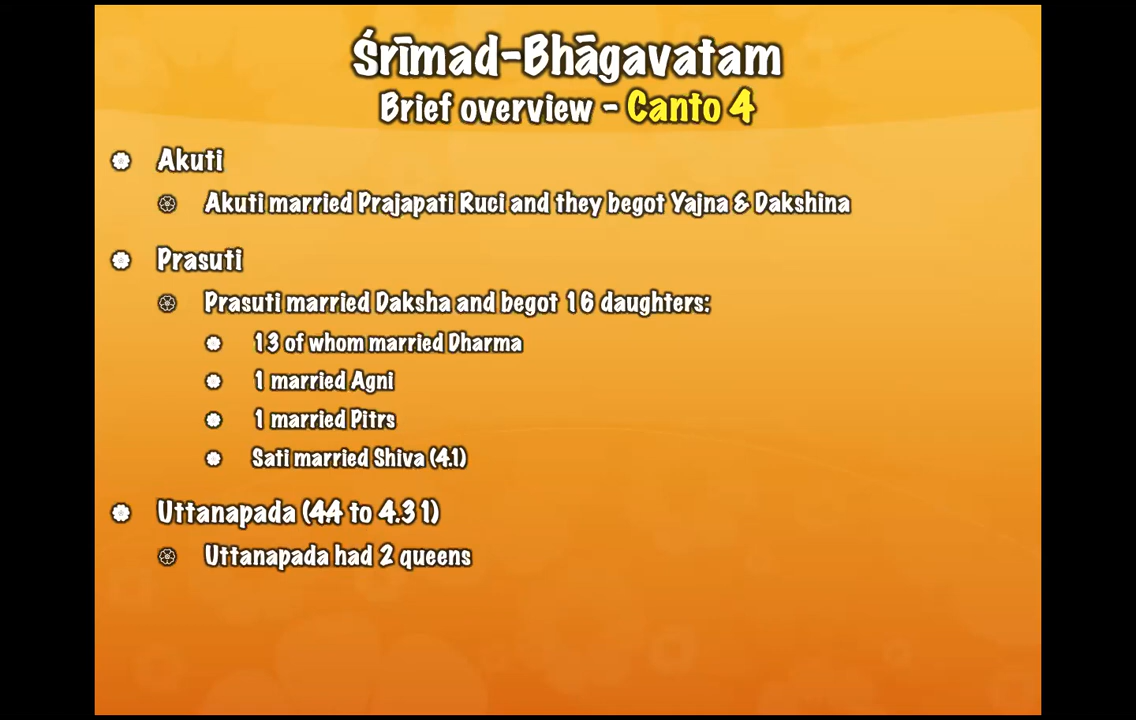 Śrīmad-Bhāgavatam
Brief overview - Canto 4
Akuti
Akuti married Prajapati Ruci and they begot Yajna & Dakshina
Prasuti
Prasuti married Daksha and begot 16 daughters:
13 of whom married Dharma
1 married Agni
1 married Pitrs
Sati married Shiva (4.1)
Uttanapada (4.4 to 4.31)
Uttanapada had 2 queens